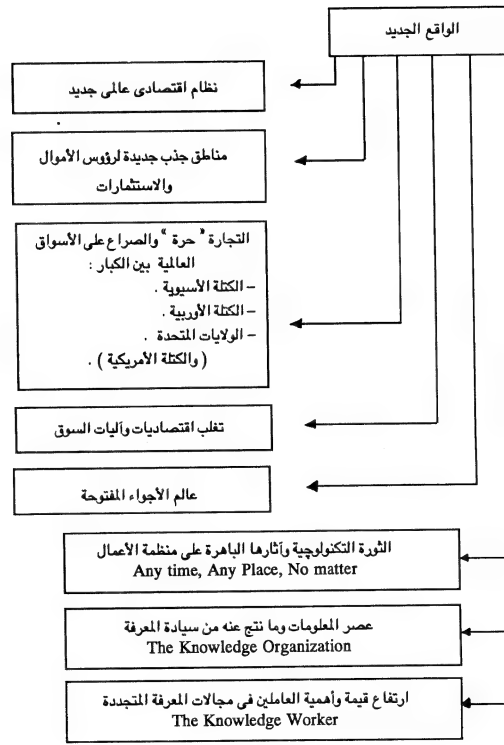 الواقع الجديد
نظام اقتصادى عالمى جديد
مناطق جذب جديدة لرؤوس الأموال
والاستثمارات
التجارة " حرة " والصراع على الأسواق
العالمية بين الكبار :
– الكتلة الأسيوية .
– الكتلة الأوربية .
– الولايات المتحدة .
( والكتلة الأمريكية ) .
تغلب اقتصاديات وآليات السوق
عالم الأجواء المفتوحة
الثورة التكنولوچية وآثارها الباهرة على منظمة الأعمال
Any time, Any Place, No matter
عصر المعلومات وما نتج عنه من سيادة المعرفة
The Knowledge Organization
ارتفاع قيمة وأهمية العاملين فى مجالات المعرفة المتجددة
The Knowledge Worker